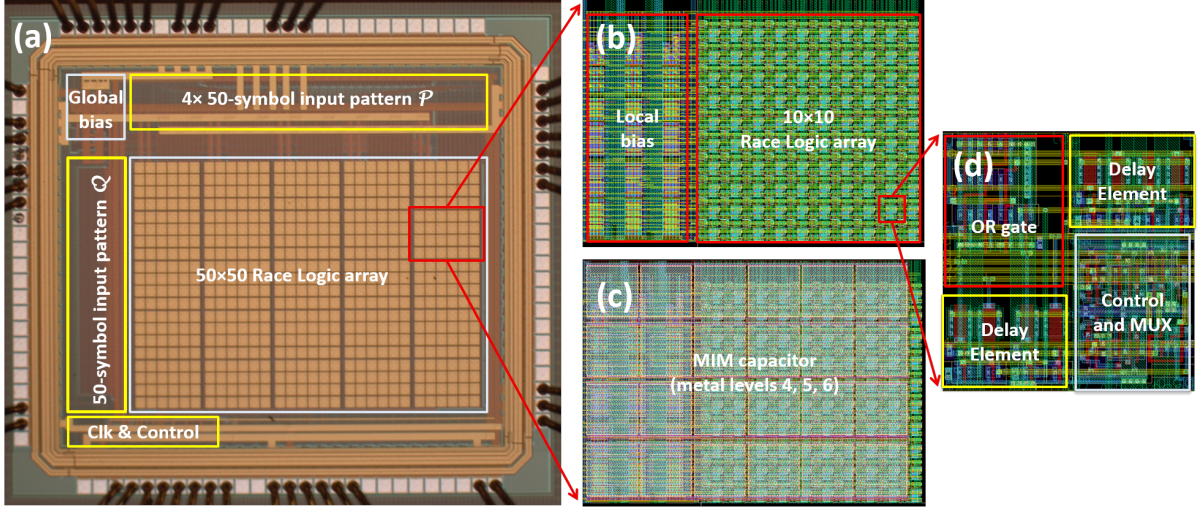 (a)
Global
bias
4× 50-symbol input pattern 𝒫
50-symbol input pattern 𝒬
50×50 Race Logic array
Clk & Control
(b)
Local
bias
10×10
Race Logic array
(c)
MIM capacitor
(metal levels 4, 5, 6)
(d)
OR gate
Delay
Element
Delay
Element
Control
and MUX